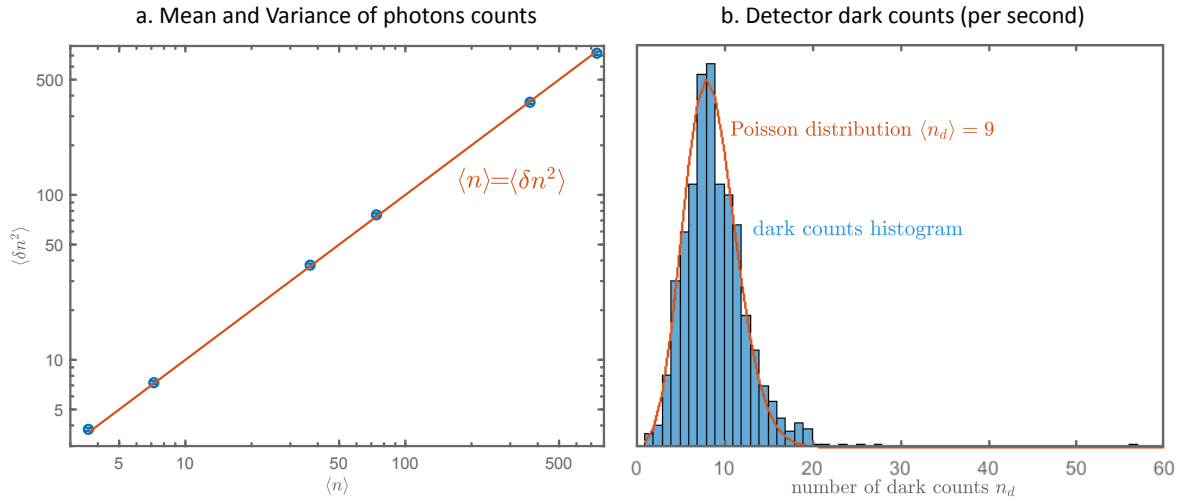 a. Mean and Variance of photons counts
500
100
50
10
5
⟨δn²⟩
⟨n⟩=⟨δn²⟩
5
10
50
100
500
⟨n⟩
b. Detector dark counts (per second)
Poisson distribution ⟨n_d⟩ = 9
dark counts histogram
0
10
20
30
40
50
60
number of dark counts n_d